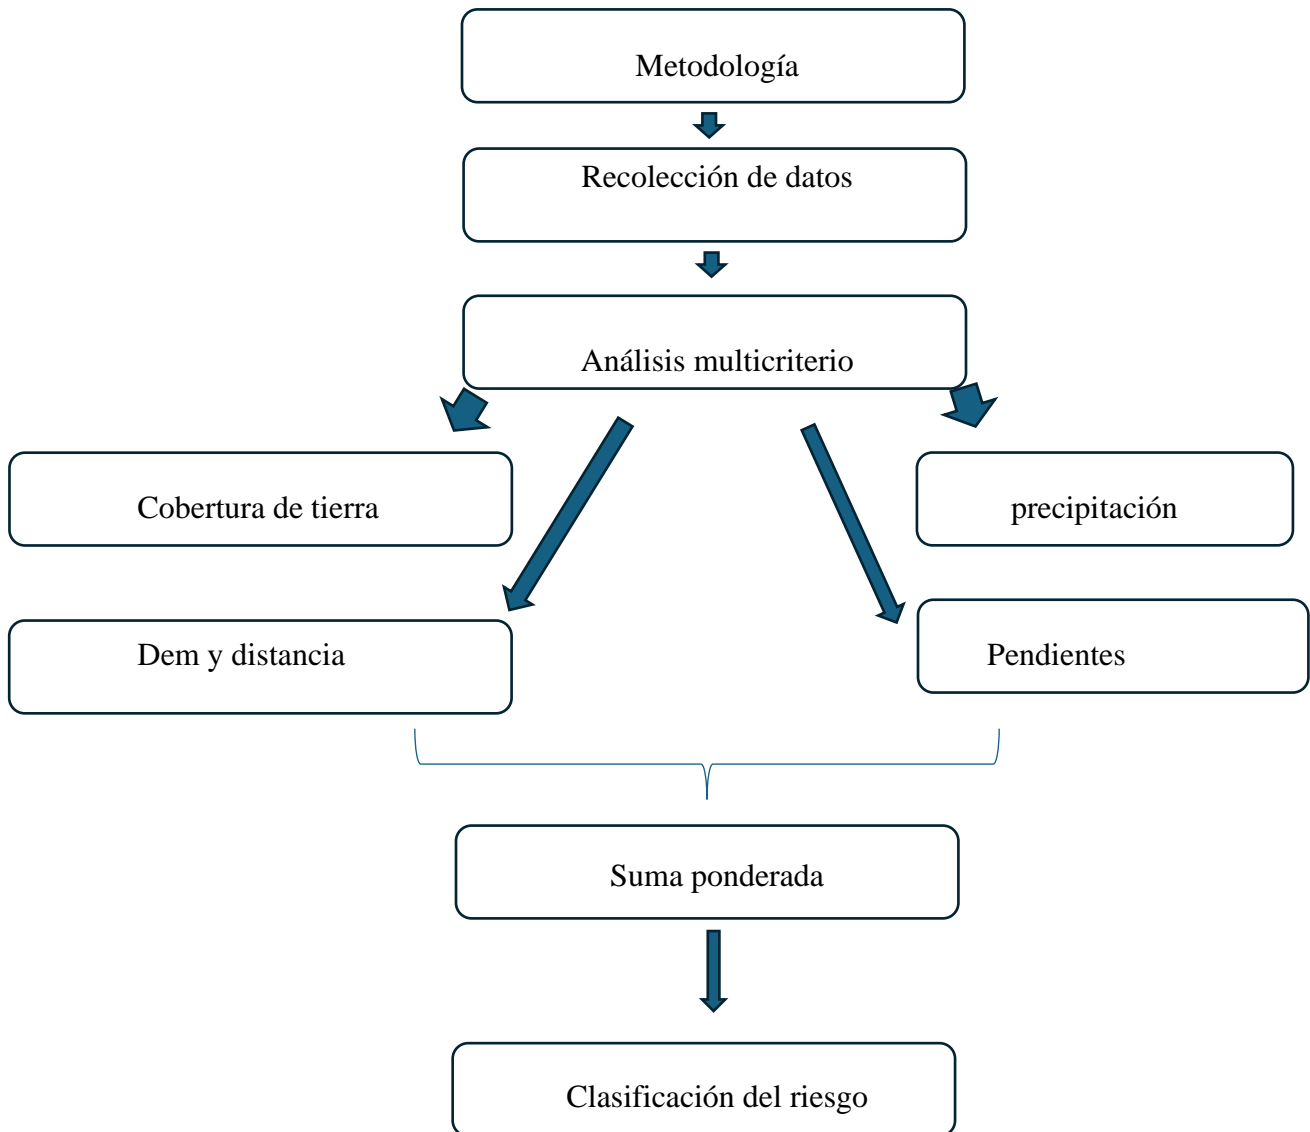 Metodología
Recolección de datos
Análisis multicriterio
Cobertura de tierra
precipitación
Dem y distancia
Pendientes
Suma ponderada
Clasificación del riesgo